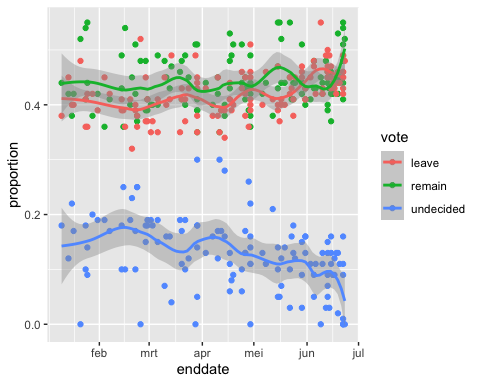 proportion
0.4
0.2
0.0
feb mrt apr mei jun jul
enddate
vote
leave
remain
undecided